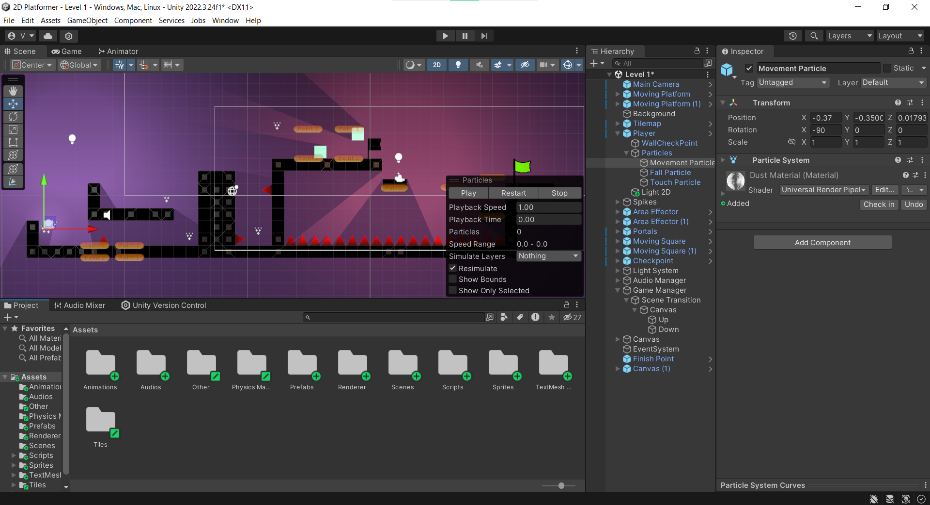 2D Platformer - Level 1 - Windows, Mac, Linux - Unity 2022.3.24f1* <DX11>
File Edit Assets GameObject Component Services Jobs Window Help
V Layers Layout
Scene Game Animator
Center Global 2D
Particles
Play Restart Stop
Playback Speed 1.00
Playback Time 0.00
Particles 0
Speed Range 0.0 - 0.0
Simulate Layers Nothing
Resimulate
Show Bounds
Show Only Selected
Hierarchy
All
Level 1*
Main Camera
Moving Platform
Moving Platform (1)
Background
Tilemap
Player
WallCheckPoint
Particles
Movement Particle
Fall Particle
Touch Particle
Light 2D
Spikes
Area Effector
Area Effector (1)
Portals
Moving Square
Moving Square (1)
Checkpoint
Light System
Audio Manager
Game Manager
Scene Transition
Canvas
Up
Down
Canvas
EventSystem
Finish Point
Canvas (1)
Inspector
Movement Particle Static
Tag Untagged Layer Default
Transform
Position X -0.37 Y -0.3500 Z 0.01793
Rotation X -90 Y 0 Z 0
Scale X 1 Y 1 Z 1
Particle System
Dust Material (Material)
Shader Universal Render Pipel Edit...
Added Check in Undo
Add Component
Particle System Curves
Project Audio Mixer Unity Version Control
27
Favorites
All Materi
All Model
All Prefab
Assets
Animation
Audios
Other
Physics M
Prefabs
Renderer
Scenes
Scripts
Sprites
TextMesh
Tiles
Assets
Animations Audios Other Physics Ma... Prefabs Renderer Scenes Scripts Sprites TextMesh ...
Tiles